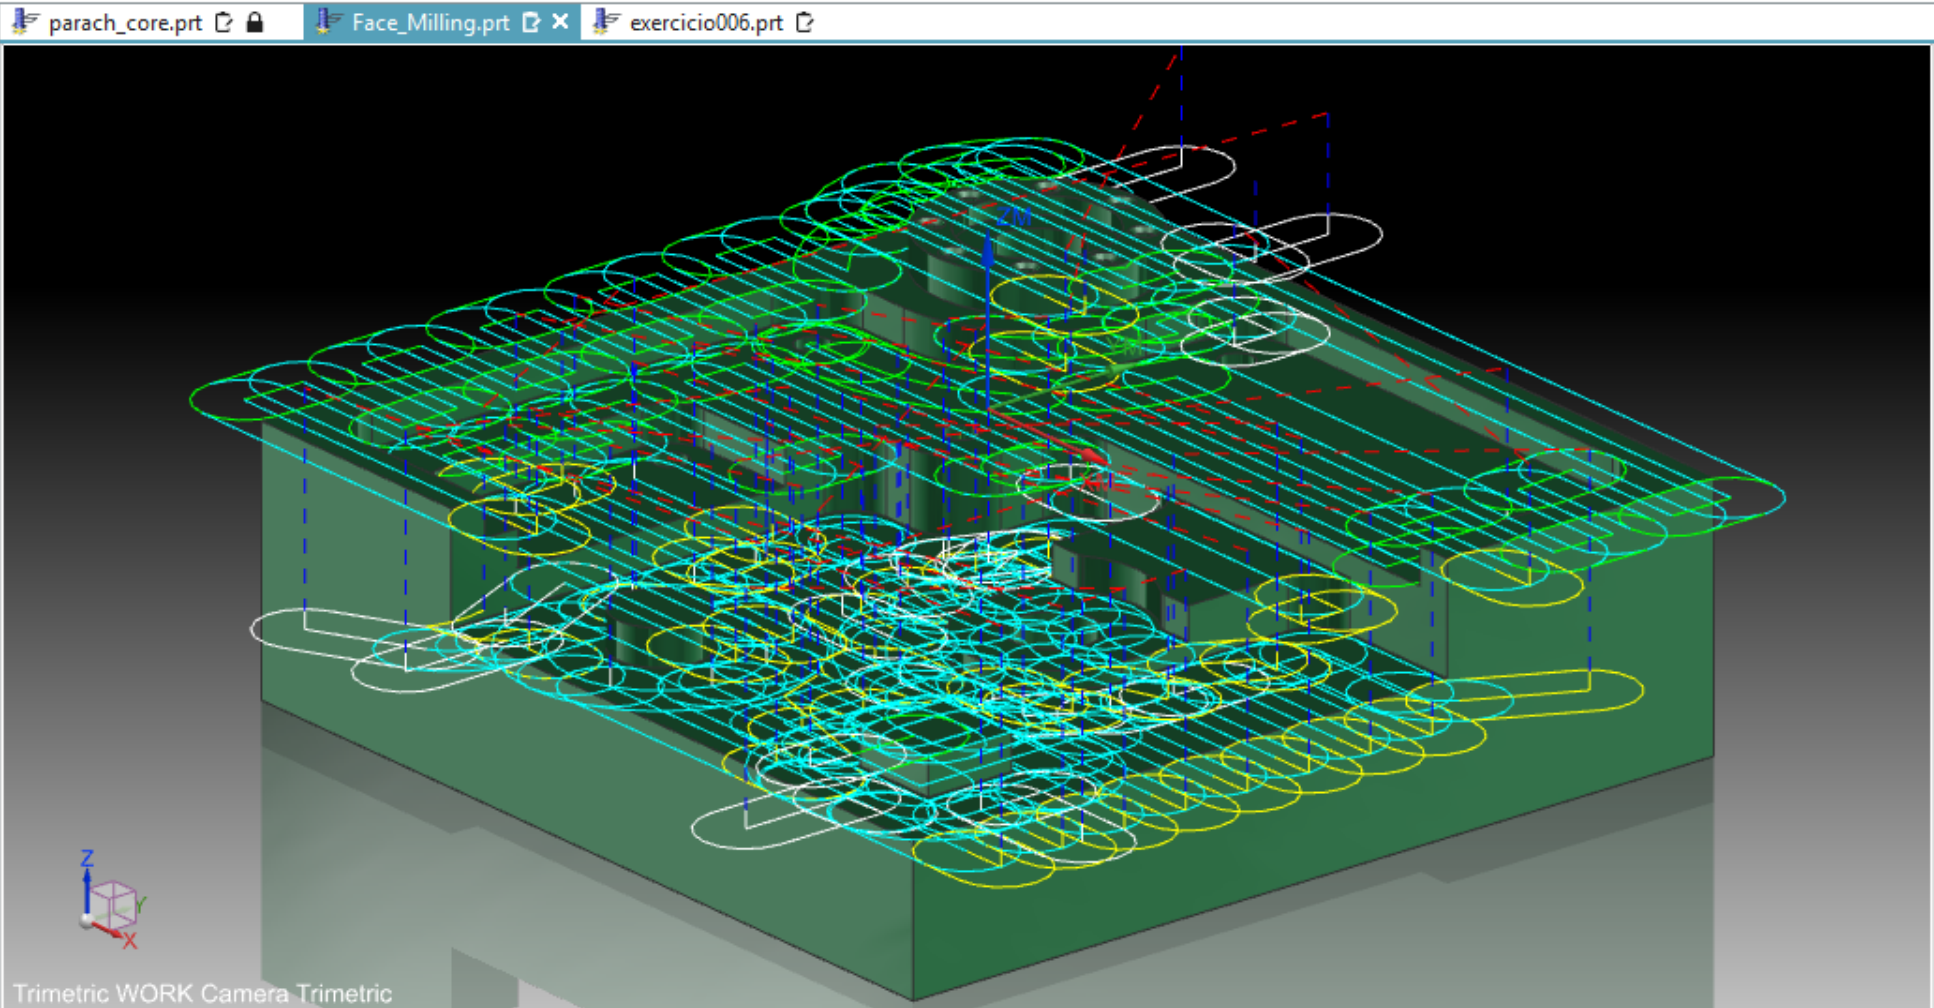 parach_core.prt Face_Milling.prt exercicio006.prt
ZM
Z
Y
X
Trimetric WORK Camera Trimetric